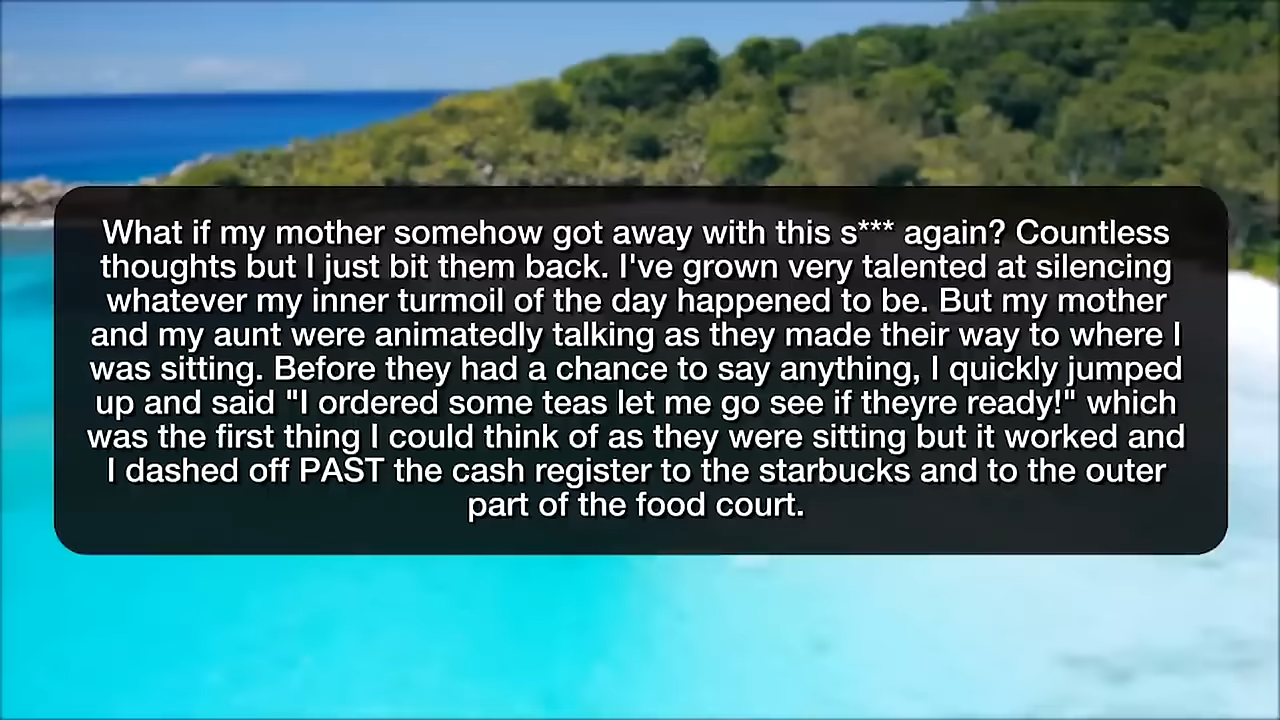 What if my mother somehow got away with this s*** again? Countless
thoughts but I just bit them back. I've grown very talented at silencing
whatever my inner turmoil of the day happened to be. But my mother
and my aunt were animatedly talking as they made their way to where I
was sitting. Before they had a chance to say anything, I quickly jumped
up and said "I ordered some teas let me go see if theyre ready!" which
was the first thing I could think of as they were sitting but it worked and
I dashed off PAST the cash register to the starbucks and to the outer
part of the food court.